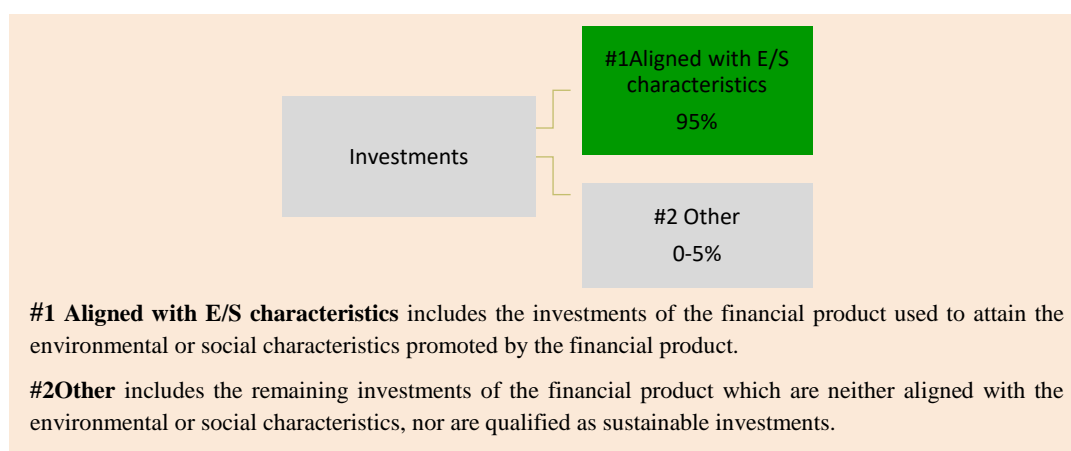 #1Aligned with E/S
characteristics
95%
Investments
#2 Other
0-5%
#1 Aligned with E/S characteristics includes the investments of the financial product used to attain the
environmental or social characteristics promoted by the financial product.
#2Other includes the remaining investments of the financial product which are neither aligned with the
environmental or social characteristics, nor are qualified as sustainable investments.